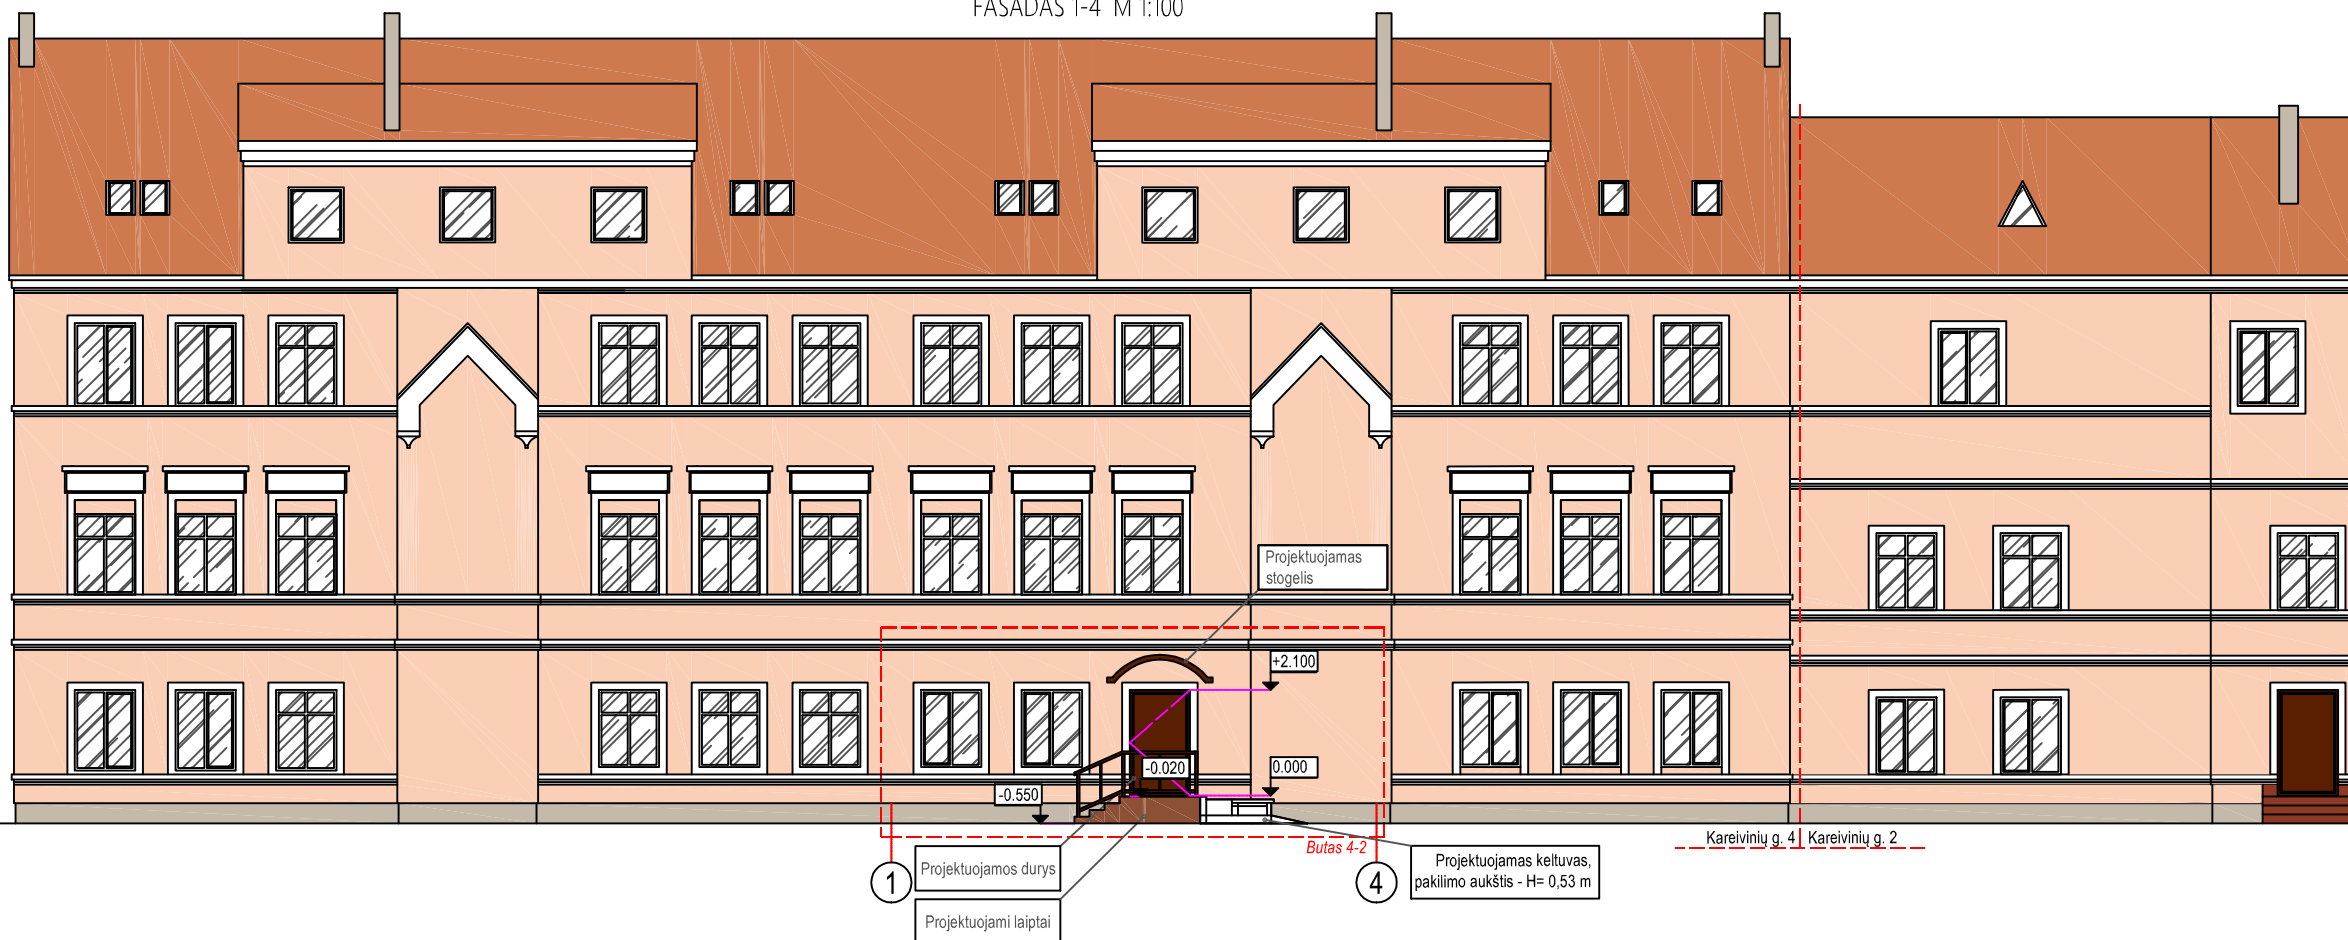 FASADAS 1-4 M 1:100
Projektuojamas
stogelis
+2.100
0.000
-0.020
-0.550
Kareivinių g. 4
Kareivinių g. 2
Butas 4-2
1
4
Projektuojamos durys
Projektuojamas keltuvas,
pakilimo aukštis - H= 0,53 m
Projektuojami laiptai